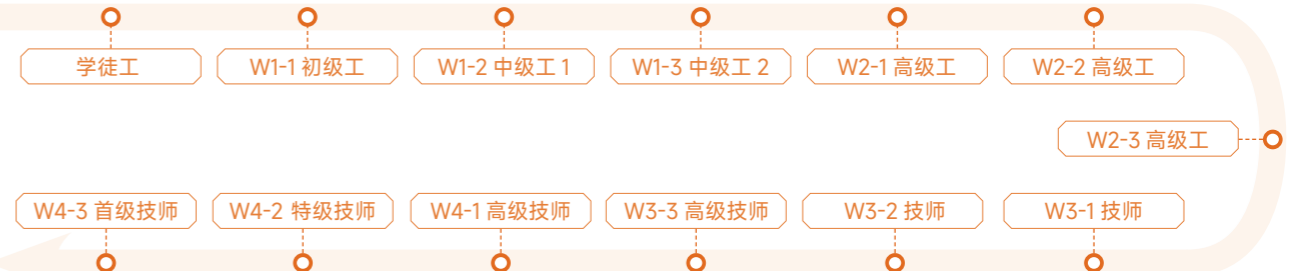 学徒工
W1-1 初级工
W1-2 中级工 1
W1-3 中级工 2
W2-1 高级工
W2-2 高级工
W2-3 高级工
W3-1 技师
W3-2 技师
W3-3 高级技师
W4-1 高级技师
W4-2 特级技师
W4-3 首级技师